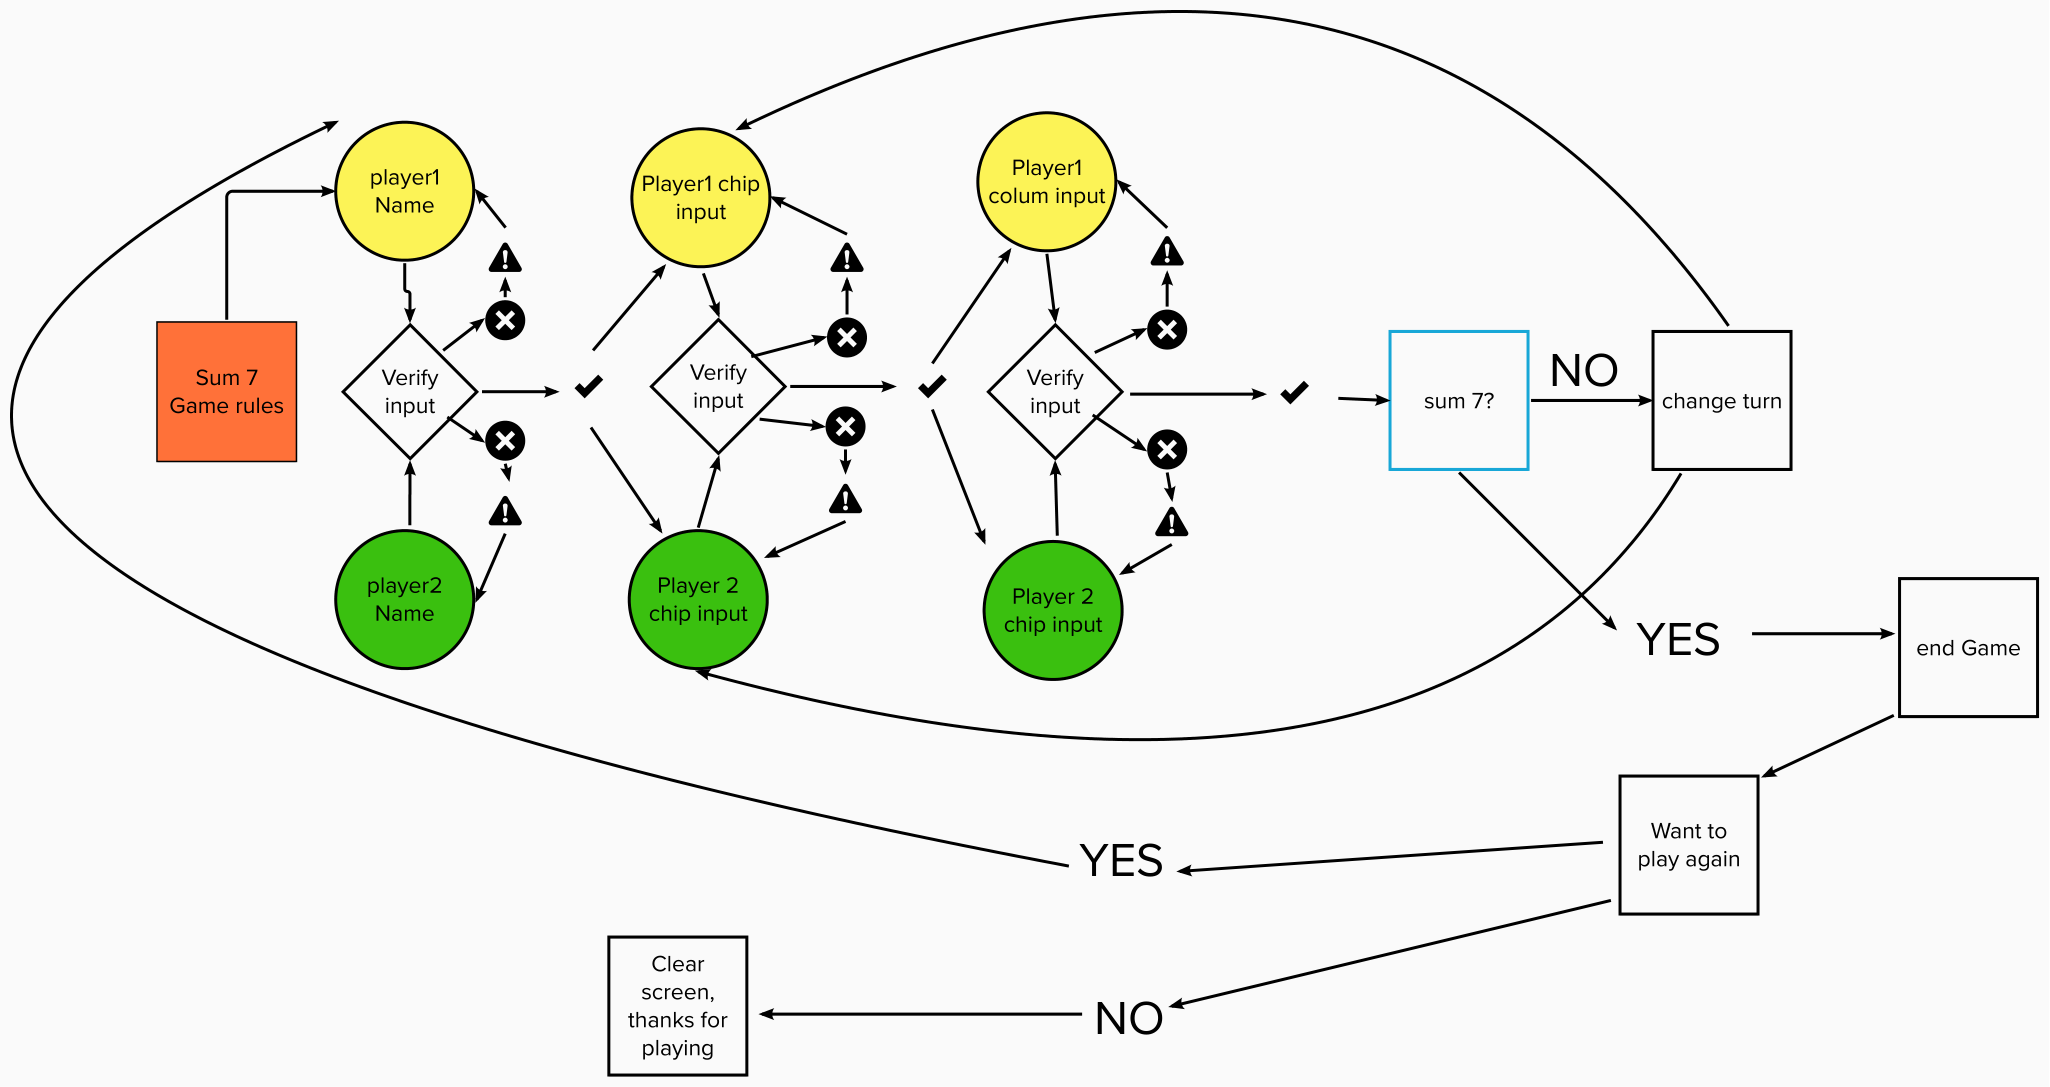 player1
Name
Player1 chip
input
Player1
colum input
Sum 7
Game rules
Verify
input
Verify
input
Verify
input
sum 7?
NO
change turn
player2
Name
Player 2
chip input
Player 2
chip input
YES
end Game
Want to
play again
YES
NO
Clear
screen,
thanks for
playing